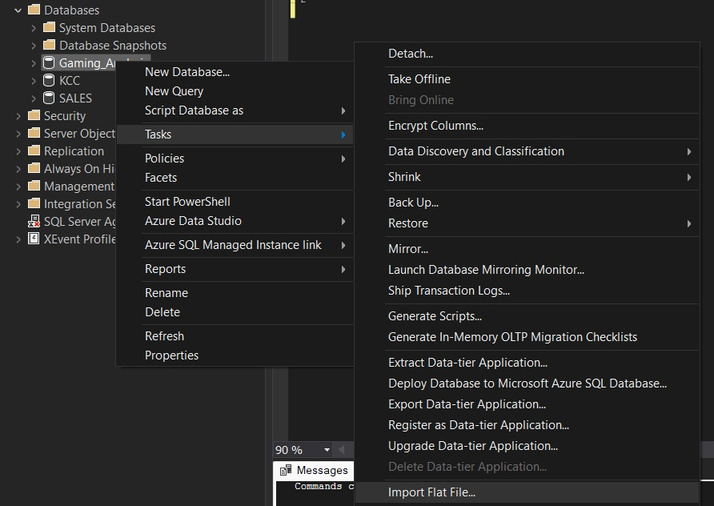 Databases
System Databases
Database Snapshots
Gaming_
KCC
SALES
Security
Server Object
Replication
Always On Hi
Management
Integration Se
SQL Server Ag
XEvent Profile
New Database...
New Query
Script Database as
Tasks
Policies
Facets
Start PowerShell
Azure Data Studio
Azure SQL Managed Instance link
Reports
Rename
Delete
Refresh
Properties
Detach...
Take Offline
Bring Online
Encrypt Columns...
Data Discovery and Classification
Shrink
Back Up...
Restore
Mirror...
Launch Database Mirroring Monitor...
Ship Transaction Logs...
Generate Scripts...
Generate In-Memory OLTP Migration Checklists
Extract Data-tier Application...
Deploy Database to Microsoft Azure SQL Database...
Export Data-tier Application...
Register as Data-tier Application...
Upgrade Data-tier Application...
Delete Data-tier Application...
Import Flat File...
90 %
Messages
Commands c